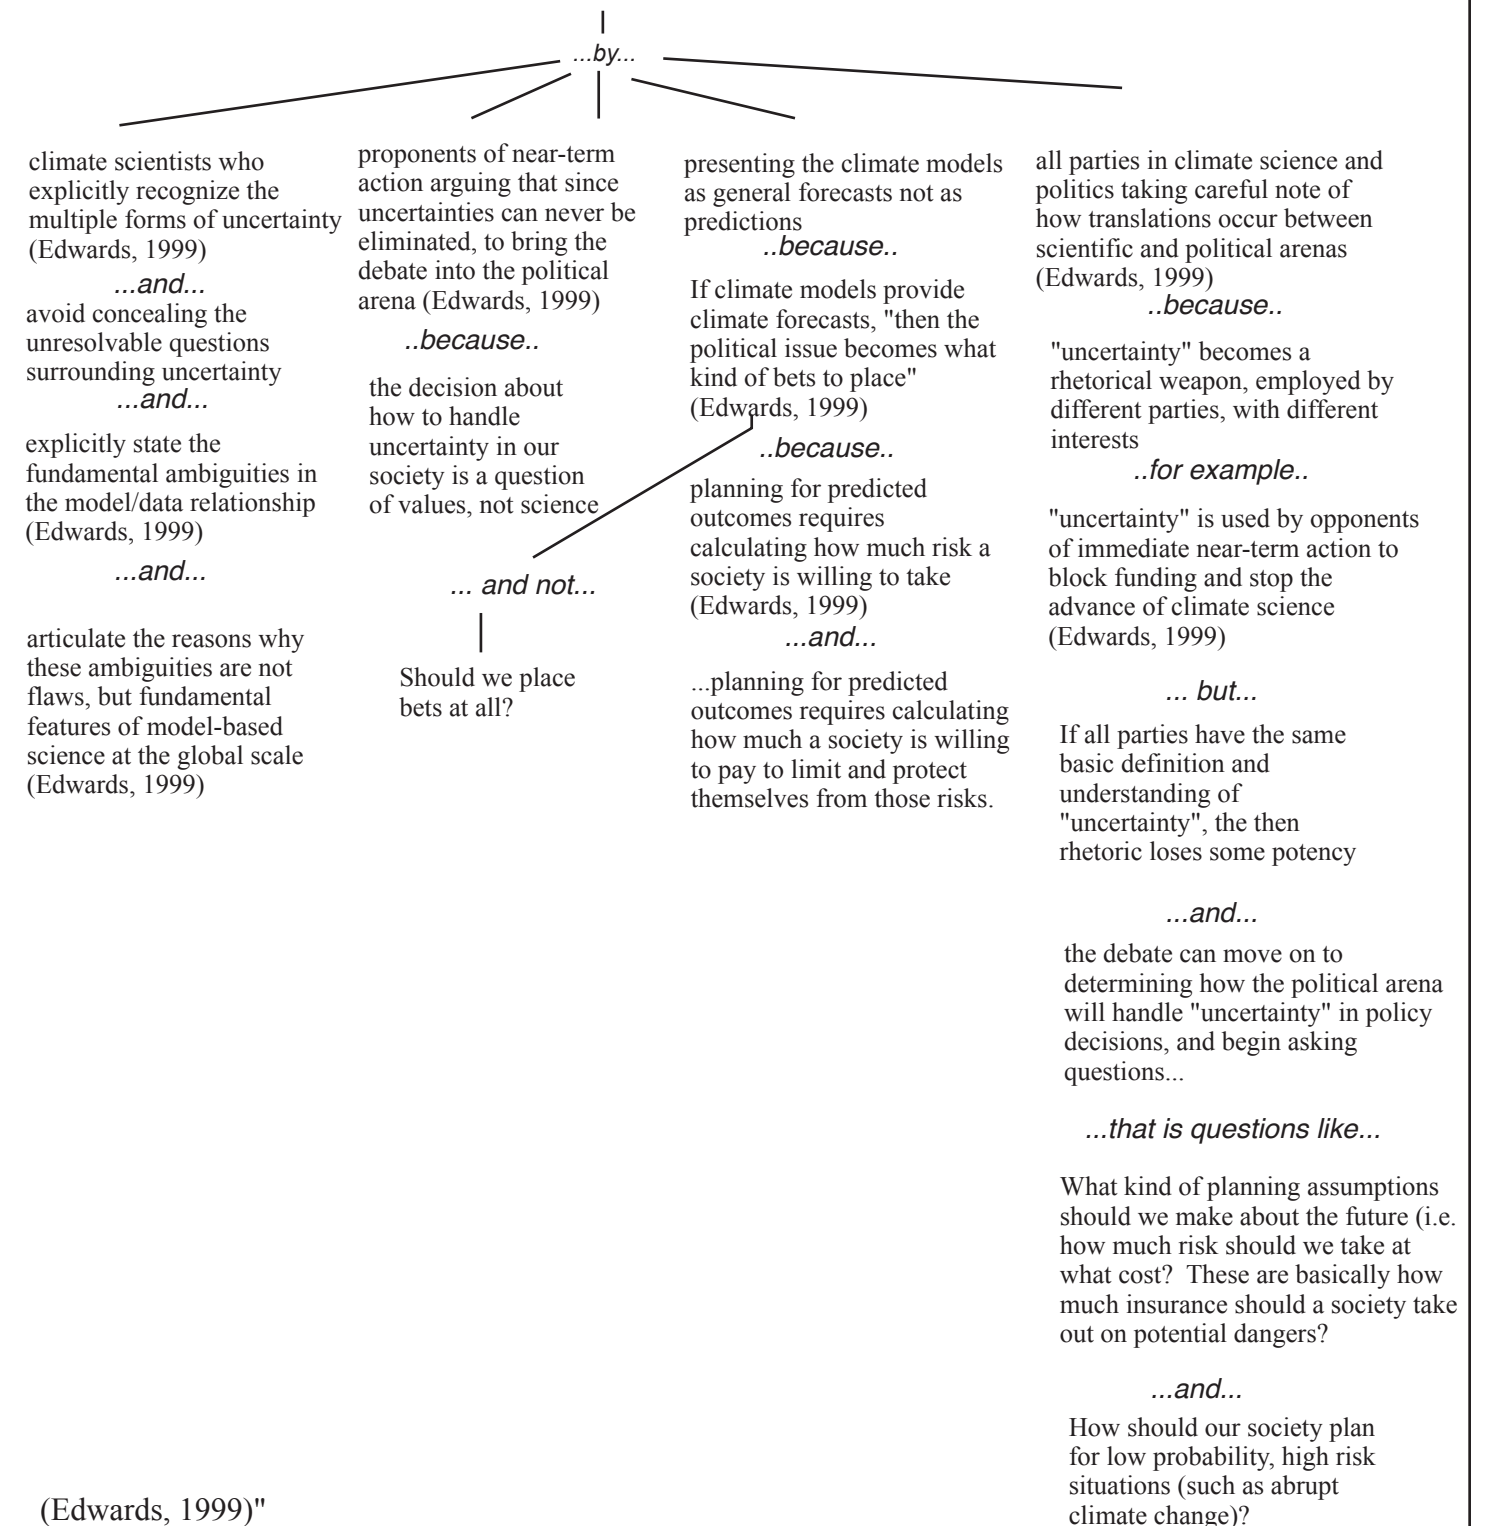 ...by...
climate scientists who
explicitly recognize the
multiple forms of uncertainty
(Edwards, 1999)
...and...
avoid concealing the
unresolvable questions
surrounding uncertainty
...and...
explicitly state the
fundamental ambiguities in
the model/data relationship
(Edwards, 1999)
...and...
articulate the reasons why
these ambiguities are not
flaws, but fundamental
features of model-based
science at the global scale
(Edwards, 1999)
proponents of near-term
action arguing that since
uncertainties can never be
eliminated, to bring the
debate into the political
arena (Edwards, 1999)
..because..
the decision about
how to handle
uncertainty in our
society is a question
of values, not science
... and not...
Should we place
bets at all?
presenting the climate models
as general forecasts not as
predictions
..because..
If climate models provide
climate forecasts, "then the
political issue becomes what
kind of bets to place"
(Edwards, 1999)
..because..
planning for predicted
outcomes requires
calculating how much risk a
society is willing to take
(Edwards, 1999)
...and...
...planning for predicted
outcomes requires calculating
how much a society is willing
to pay to limit and protect
themselves from those risks.
all parties in climate science and
politics taking careful note of
how translations occur between
scientific and political arenas
(Edwards, 1999)
..because..
"uncertainty" becomes a
rhetorical weapon, employed by
different parties, with different
interests
..for example..
"uncertainty" is used by opponents
of immediate near-term action to
block funding and stop the
advance of climate science
(Edwards, 1999)
... but...
If all parties have the same
basic definition and
understanding of
"uncertainty", the then
rhetoric loses some potency
...and...
the debate can move on to
determining how the political arena
will handle "uncertainty" in policy
decisions, and begin asking
questions...
...that is questions like...
What kind of planning assumptions
should we make about the future (i.e.
how much risk should we take at
what cost?  These are basically how
much insurance should a society take
out on potential dangers?
...and...
How should our society plan
for low probability, high risk
situations (such as abrupt
climate change)?
(Edwards, 1999)"